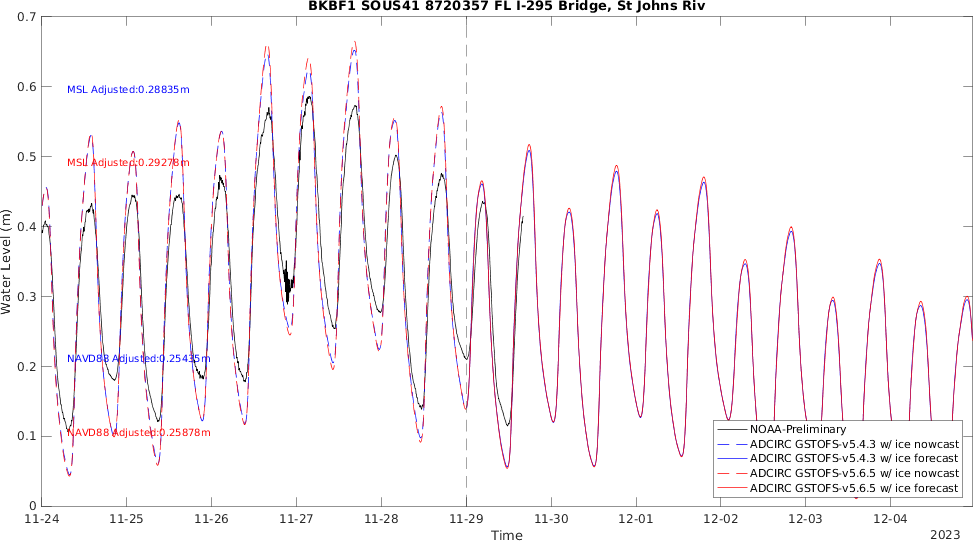 BKBF1 SOUS41 8720357 FL I-295 Bridge, St Johns Riv
0.7
0.6
0.5
0.4
0.3
0.2
0.1
0
Water Level (m)
MSL Adjusted:0.28835m
MSL Adjusted:0.29278m
NAVD88 Adjusted:0.25435m
NAVD88 Adjusted:0.25878m
NOAA-Preliminary
ADCIRC GSTOFS-v5.4.3 w/ ice nowcast
ADCIRC GSTOFS-v5.4.3 w/ ice forecast
ADCIRC GSTOFS-v5.6.5 w/ ice nowcast
ADCIRC GSTOFS-v5.6.5 w/ ice forecast
11-24 11-25 11-26 11-27 11-28 11-29 11-30 12-01 12-02 12-03 12-04
Time
2023